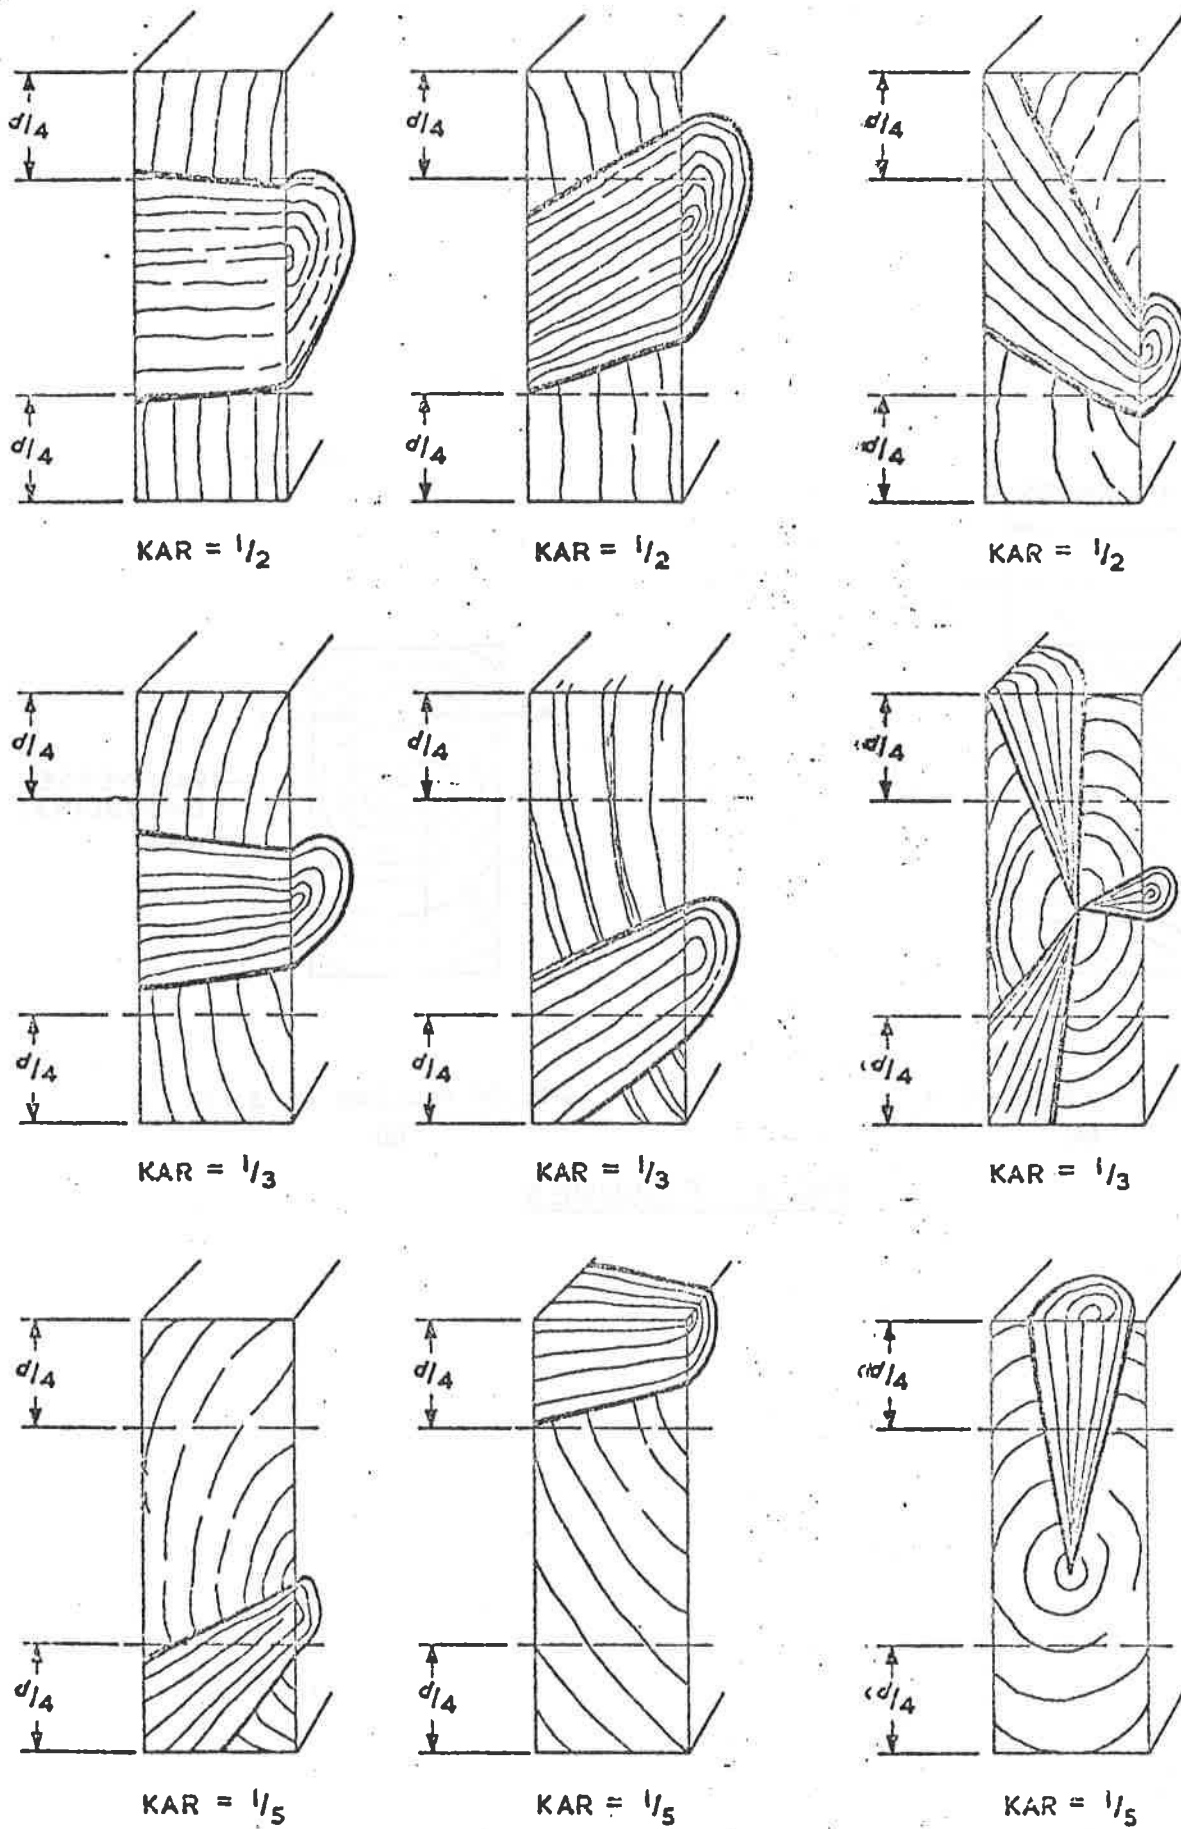 d/4 d/4 d/4
d/4 d/4 d/4
KAR = 1/2 KAR = 1/2 KAR = 1/2
d/4 d/4 d/4
d/4 d/4 d/4
KAR = 1/3 KAR = 1/3 KAR = 1/3
d/4 d/4 d/4
d/4 d/4 d/4
KAR = 1/5 KAR = 1/5 KAR = 1/5